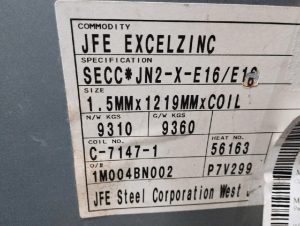 COMMODITY
JFE EXCELZINC
SPECIFICATION
SECC*JN2-X-E16/E16
SIZE
1.5MMx1219MMxCOIL
N/W KGS G/W KGS
9310 9360
COIL NO. HEAT NO.
C-7147-1 56163
O/#
1M004BN002 P7V299
JFE Steel Corporation West